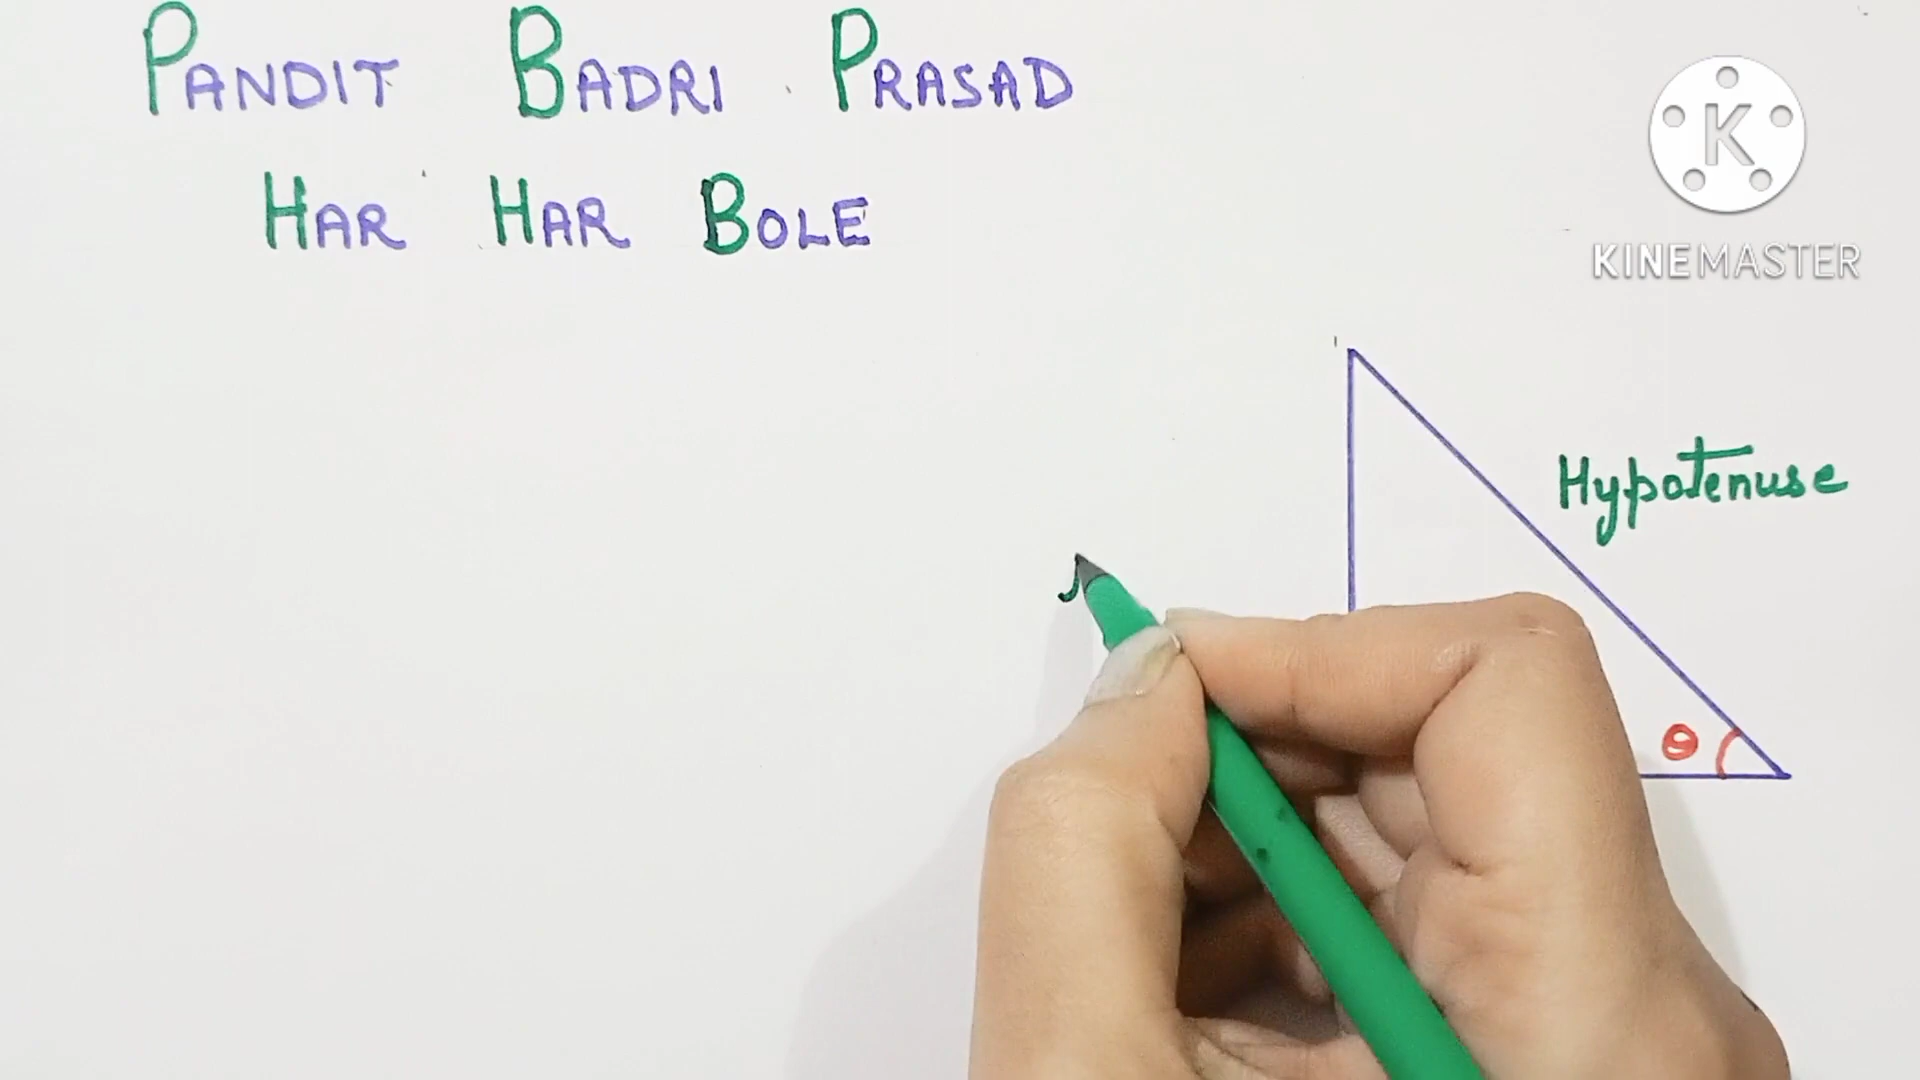 PANDIT BADRI PRASAD
HAR HAR BOLE
K
KINEMASTER
Hypotenuse
θ